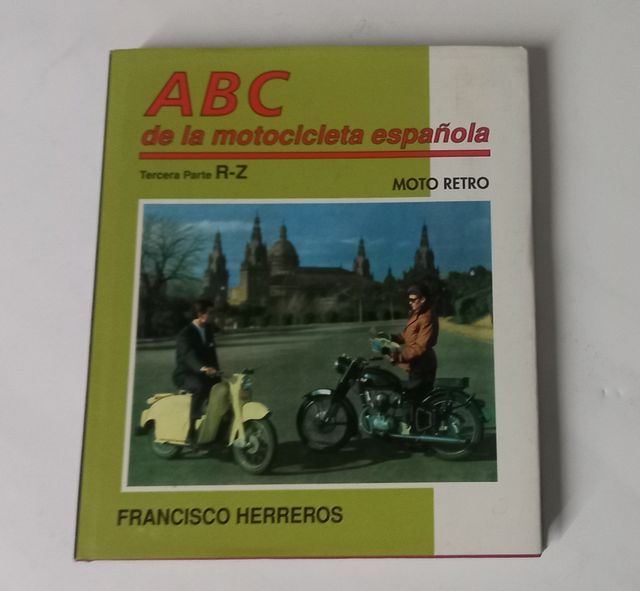 ABC
de la motocicleta española
Tercera Parte R-Z
MOTO RETRO
FRANCISCO HERREROS